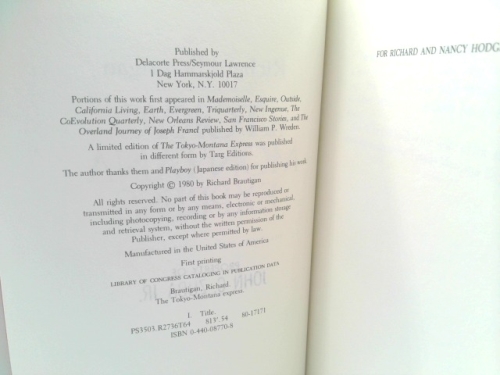 Published by
Delacorte Press/Seymour Lawrence
1 Dag Hammarskjold Plaza
New York, N.Y. 10017
Portions of this work first appeared in Mademoiselle, Esquire, Outside,
California Living, Earth, Evergreen, Triquarterly, New Ingenue, The
CoEvolution Quarterly, New Orleans Review, San Francisco Stories, and The
Overland Journey of Joseph Francl published by William P. Wreden.
A limited edition of The Tokyo-Montana Express was published
in different form by Targ Editions.
The author thanks them and Playboy (Japanese edition) for publishing his work
Copyright © 1980 by Richard Brautigan
All rights reserved. No part of this book may be reproduced or
transmitted in any form or by any means, electronic or mechanical,
including photocopying, recording or by any information storage
and retrieval system, without the written permission of the
Publisher, except where permitted by law.
Manufactured in the United States of America
First printing
LIBRARY OF CONGRESS CATALOGING IN PUBLICATION DATA
Brautigan, Richard.
The Tokyo-Montana express.
I. Title.
PS3503.R2736T64 813'.54 80-17171
ISBN 0-440-08770-8
FOR RICHARD AND NANCY HODG